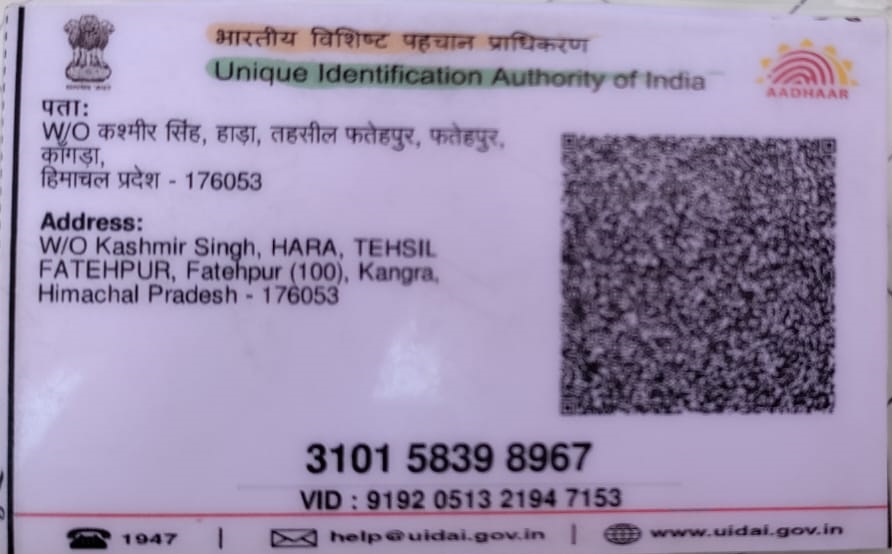 भारतीय विशिष्ट पहचान प्राधिकरण
Unique Identification Authority of India
AADHAAR
पता:
W/O कश्मीर सिंह, हाड़ा, तहसील फतेहपुर, फतेहपुर,
काँगड़ा,
हिमाचल प्रदेश - 176053
Address:
W/O Kashmir Singh, HARA, TEHSIL
FATEHPUR, Fatehpur (100), Kangra,
Himachal Pradesh - 176053
3101 5839 8967
VID : 9192 0513 2194 7153
1947 | help@uidai.gov.in | www.uidai.gov.in